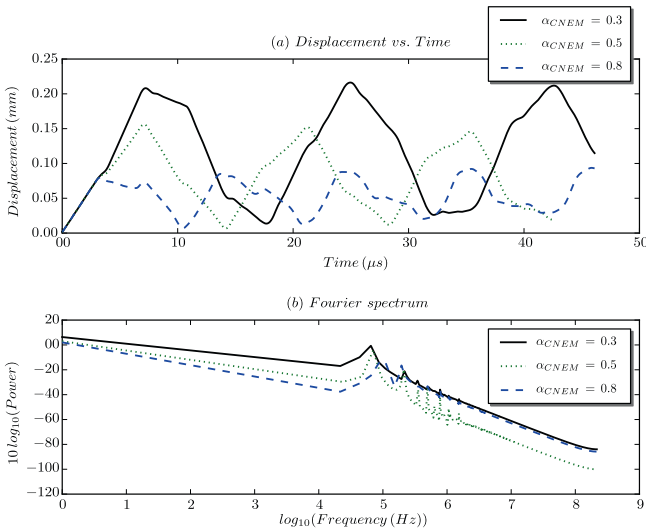 α_CNEM = 0.3
α_CNEM = 0.5
α_CNEM = 0.8
(a) Displacement vs. Time
Displacement (mm)
0.25
0.20
0.15
0.10
0.05
0.00
00 10 20 30 40 50
Time (μs)
(b) Fourier spectrum
10 log₁₀(Power)
20
00
−20
−40
−60
−80
−100
−120
α_CNEM = 0.3
α_CNEM = 0.5
α_CNEM = 0.8
0 1 2 3 4 5 6 7 8 9
log₁₀(Frequency (Hz))